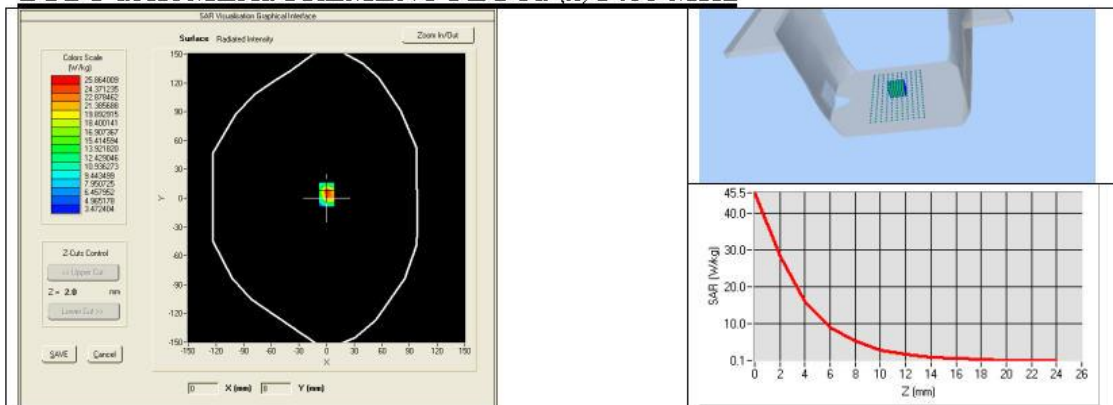 SAR Visualisation Graphical Interface
Surface Radiated Intensity
Zoom In/Out
Colors Scale
(W/kg)
25.864009
24.371235
22.878462
21.385688
19.892915
18.400141
16.907367
15.414594
13.921820
12.429046
10.936273
9.443499
7.950725
6.457952
4.965178
3.472404
Z-Cuts Control
<< Upper Cut
Z = 2.0 mm
Lower Cut >>
SAVE
Cancel
150-
120-
90-
60-
30-
0-
-30-
-60-
-90-
-120-
-150-
Y
-150 -120 -90 -60 -30 0 30 60 90 120 150
X
0 X (mm) 8 Y (mm)
45.5
40.0
30.0
20.0
10.0
0.1
SAR (W/kg)
0 2 4 6 8 10 12 14 16 18 20 22 24 26
Z (mm)